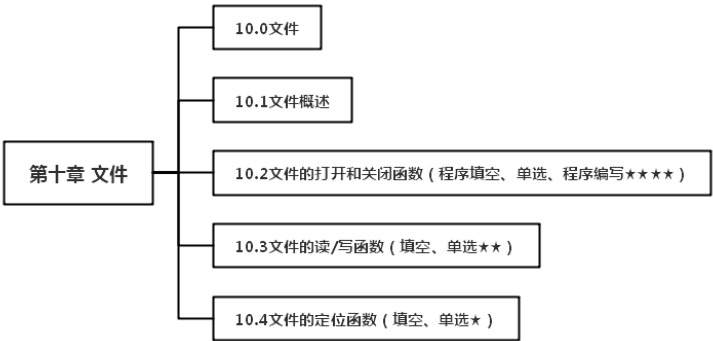 10.0文件
10.1文件概述
第十章 文件
10.2文件的打开和关闭函数（程序填空、单选、程序编写★★★★）
10.3文件的读/写函数（填空、单选★★）
10.4文件的定位函数（填空、单选★）